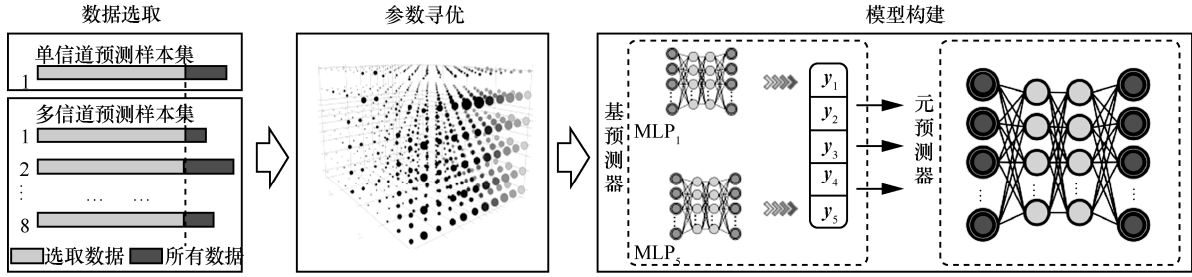 数据选取
单信道预测样本集
1
多信道预测样本集
1
2
⋮
… …
8
选取数据 所有数据
参数寻优
模型构建
基预测器
MLP₁
MLP₅
y₁
y₂
y₃
y₄
y₅
元预测器